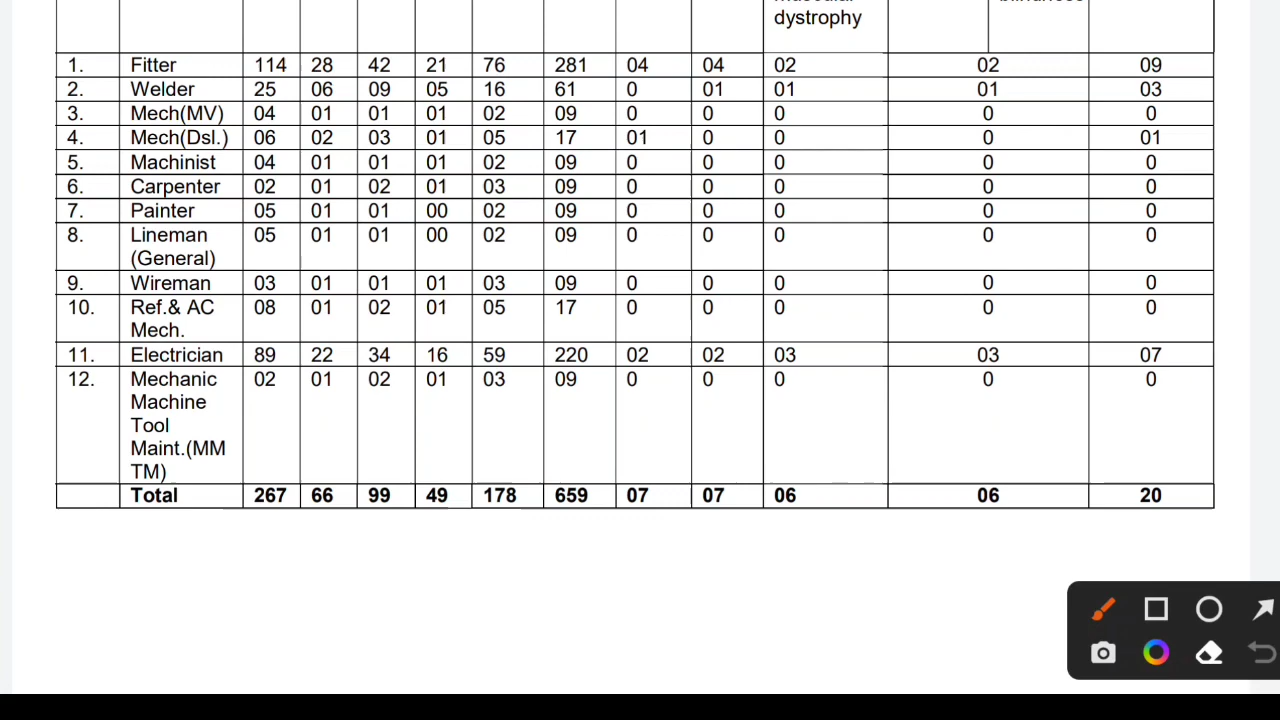 dystrophy
1. Fitter 114 28 42 21 76 281 04 04 02 02 09
2. Welder 25 06 09 05 16 61 0 01 01 01 03
3. Mech(MV) 04 01 01 01 02 09 0 0 0 0 0
4. Mech(Dsl.) 06 02 03 01 05 17 01 0 0 0 01
5. Machinist 04 01 01 01 02 09 0 0 0 0 0
6. Carpenter 02 01 02 01 03 09 0 0 0 0 0
7. Painter 05 01 01 00 02 09 0 0 0 0 0
8. Lineman 05 01 01 00 02 09 0 0 0 0 0
(General)
9. Wireman 03 01 01 01 03 09 0 0 0 0 0
10. Ref.& AC 08 01 02 01 05 17 0 0 0 0 0
Mech.
11. Electrician 89 22 34 16 59 220 02 02 03 03 07
12. Mechanic 02 01 02 01 03 09 0 0 0 0 0
Machine
Tool
Maint.(MM
TM)
Total 267 66 99 49 178 659 07 07 06 06 20